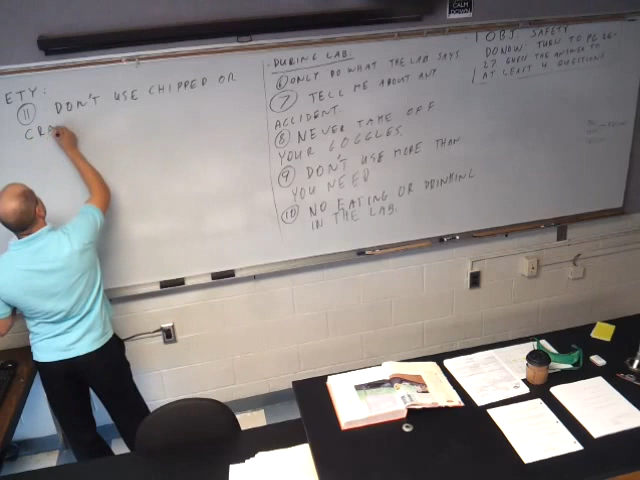 CALM
DOWN
ETY:
11 DON'T USE CHIPPED OR
CRA
DURING LAB:
6 ONLY DO WHAT THE LAB SAYS
7 TELL ME ABOUT ANY
ACCIDENT
8 NEVER TAKE OFF
YOUR GOGGLES
9 DON'T USE MORE THAN
YOU NEED
10 NO EATING OR DRINKING
IN THE LAB.
OBJ: SAFETY
DO NOW: TURN TO PG 26-
27. GUESS THE ANSWER TO
AT LEAST 4 QUESTIONS